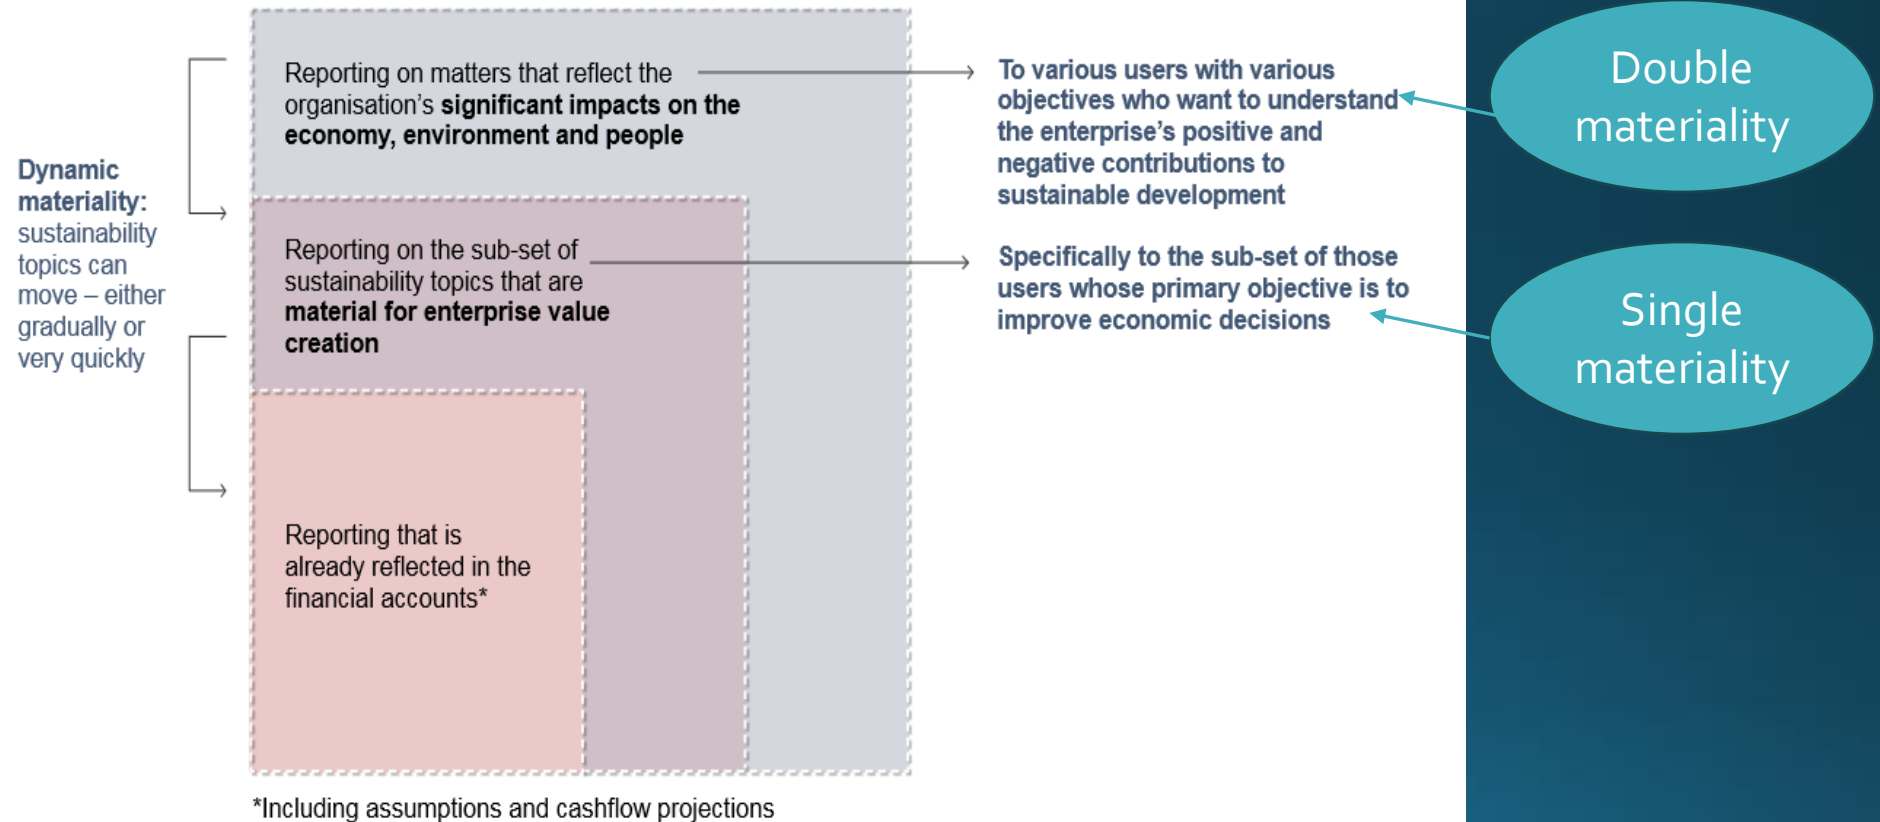 Reporting on matters that reflect the
organisation's significant impacts on the
economy, environment and people
To various users with various
objectives who want to understand
the enterprise's positive and
negative contributions to
sustainable development
Double
materiality
Dynamic
materiality:
sustainability
topics can
move – either
gradually or
very quickly
Reporting on the sub-set of
sustainability topics that are
material for enterprise value
creation
Specifically to the sub-set of those
users whose primary objective is to
improve economic decisions
Single
materiality
Reporting that is
already reflected in the
financial accounts*
*Including assumptions and cashflow projections